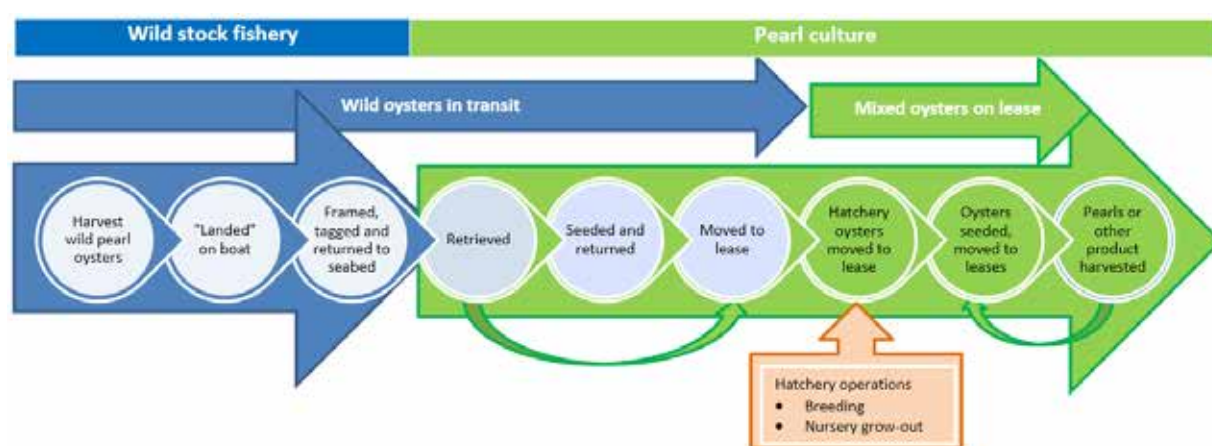 Wild stock fishery
Pearl culture
Wild oysters in transit
Mixed oysters on lease
Harvest
wild pearl
oysters
"Landed"
on boat
Framed,
tagged and
returned to
seabed
Retrieved
Seeded and
returned
Moved to
lease
Hatchery
oysters
moved to
lease
Oysters
seeded,
moved to
leases
Pearls or
other
product
harvested
Hatchery operations
• Breeding
• Nursery grow-out